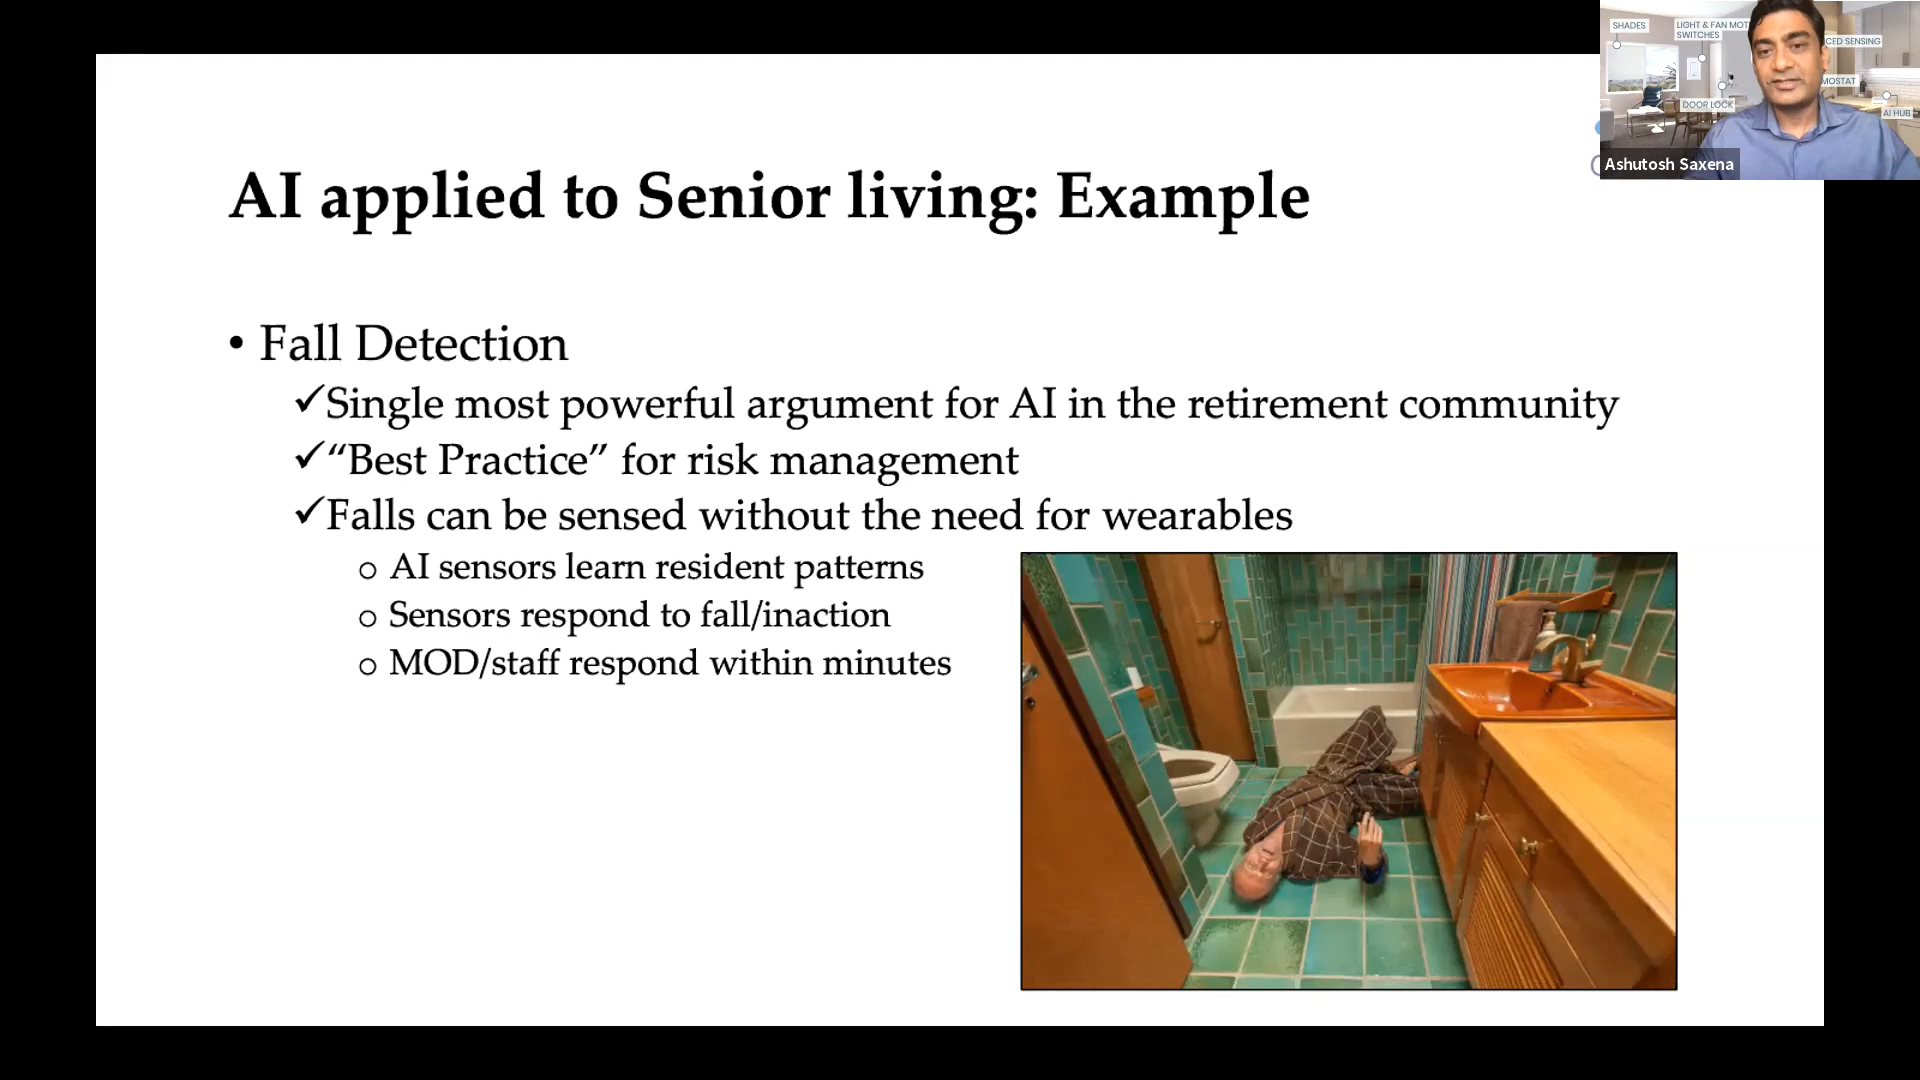 SHADES
LIGHT & FAN MOT
SWITCHES
CED SENSING
MOSTAT
DOOR LOCK
AI HUB
Ashutosh Saxena
AI applied to Senior living: Example
• Fall Detection
✓Single most powerful argument for AI in the retirement community
✓“Best Practice” for risk management
✓Falls can be sensed without the need for wearables
o AI sensors learn resident patterns
o Sensors respond to fall/inaction
o MOD/staff respond within minutes